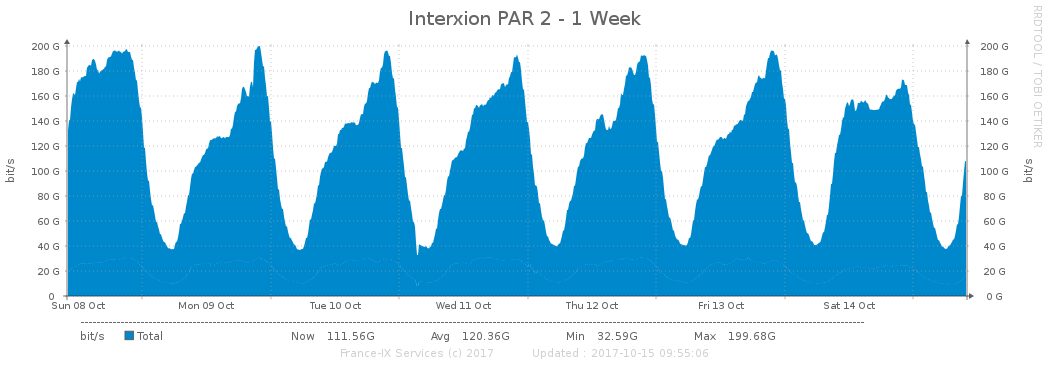 Interxion PAR 2 - 1 Week
RRDTOOL / TOBI OETIKER
bit/s
200 G
180 G
160 G
140 G
120 G
100 G
80 G
60 G
40 G
20 G
0
200 G
180 G
160 G
140 G
120 G
100 G
80 G
60 G
40 G
20 G
0 G
bit/s
Sun 08 Oct Mon 09 Oct Tue 10 Oct Wed 11 Oct Thu 12 Oct Fri 13 Oct Sat 14 Oct
bit/s Total Now 111.56G Avg 120.36G Min 32.59G Max 199.68G
France-IX Services (c) 2017 Updated : 2017-10-15 09:55:06